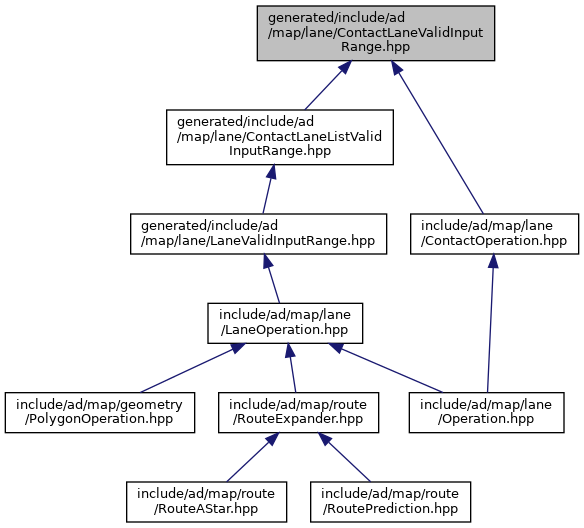 generated/include/ad
/map/lane/ContactLaneValidInput
Range.hpp
generated/include/ad
/map/lane/ContactLaneListValid
InputRange.hpp
generated/include/ad
/map/lane/LaneValidInputRange.hpp
include/ad/map/lane
/ContactOperation.hpp
include/ad/map/lane
/LaneOperation.hpp
include/ad/map/geometry
/PolygonOperation.hpp
include/ad/map/route
/RouteExpander.hpp
include/ad/map/lane
/Operation.hpp
include/ad/map/route
/RouteAStar.hpp
include/ad/map/route
/RoutePrediction.hpp